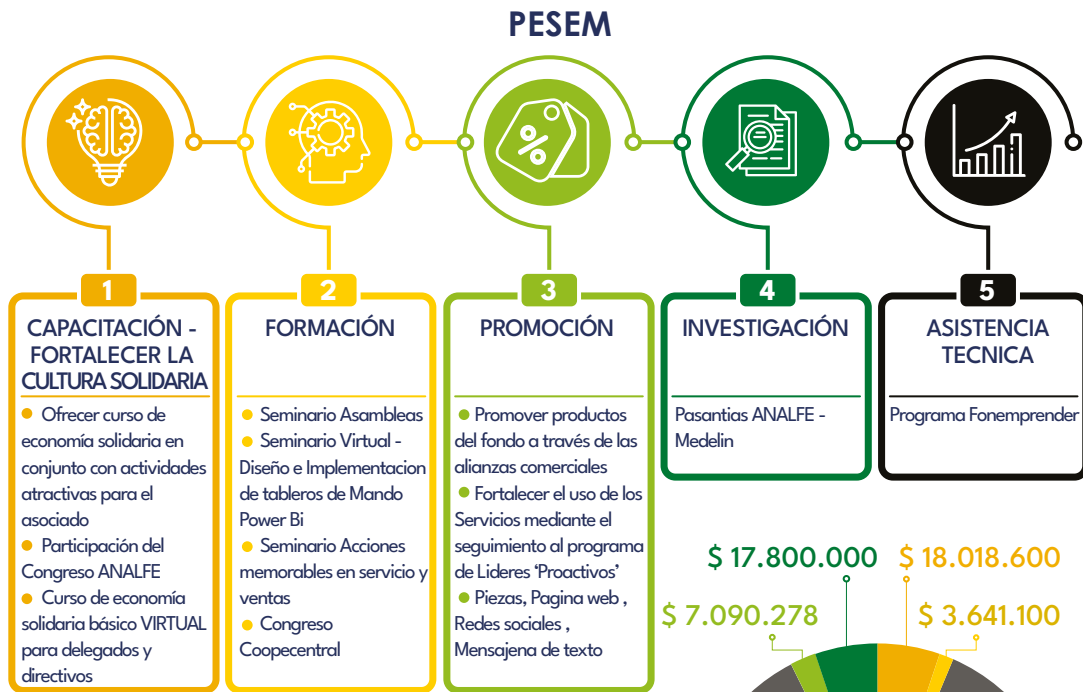 PESEM
1
CAPACITACIÓN -
FORTALECER LA
CULTURA SOLIDARIA
● Ofrecer curso de
economía solidaria en
conjunto con actividades
atractivas para el
asociado
● Participación del
Congreso ANALFE
● Curso de economía
solidaria básico VIRTUAL
para delegados y
directivos
2
FORMACIÓN
● Seminario Asambleas
● Seminario Virtual -
Diseño e Implementacion
de tableros de Mando
Power Bi
● Seminario Acciones
memorables en servicio y
ventas
● Congreso
Coopecentral
3
%
PROMOCIÓN
● Promover productos
del fondo a través de las
alianzas comerciales
● Fortalecer el uso de los
Servicios mediante el
seguimiento al programa
de Lideres ‘Proactivos’
● Piezas, Pagina web ,
Redes sociales ,
Mensajena de texto
4
INVESTIGACIÓN
Pasantias ANALFE -
Medelin
5
ASISTENCIA
TECNICA
Programa Fonemprender
$ 17.800.000
$ 18.018.600
$ 7.090.278
$ 3.641.100